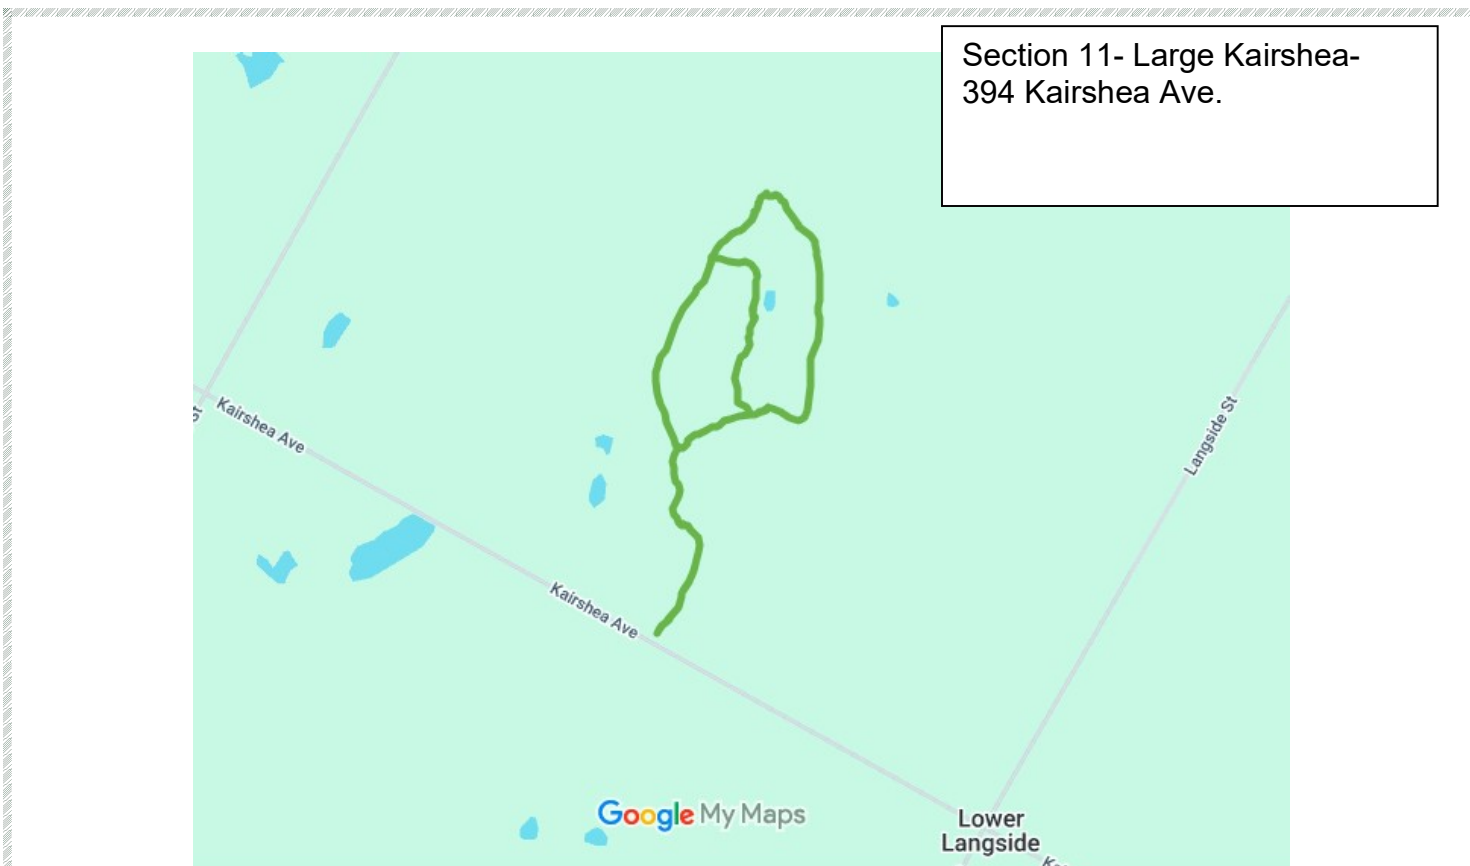 Section 11- Large Kairshea-
394 Kairshea Ave.
Kairshea Ave
Langside St
Kairshea Ave
Google My Maps
Lower
Langside